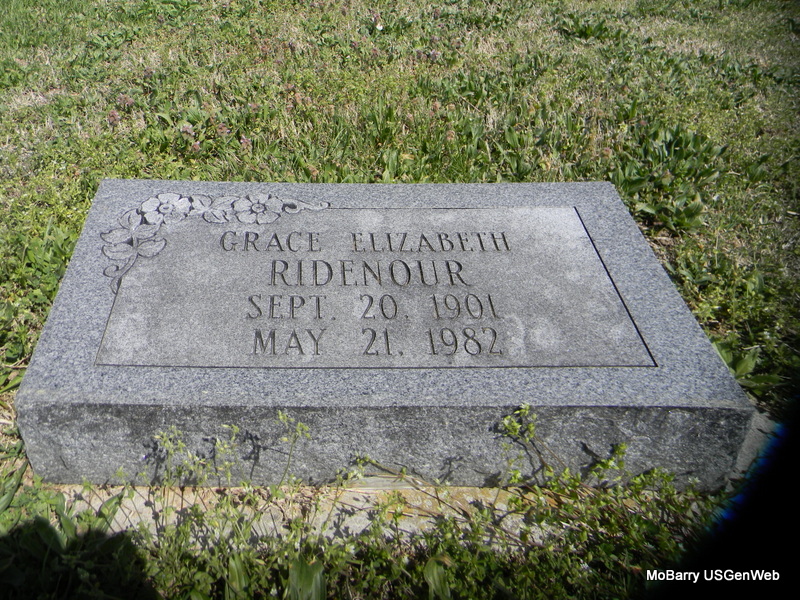 GRACE ELIZABETH
RIDENOUR
SEPT. 20. 1901
MAY 21. 1982
MoBarry USGenWeb